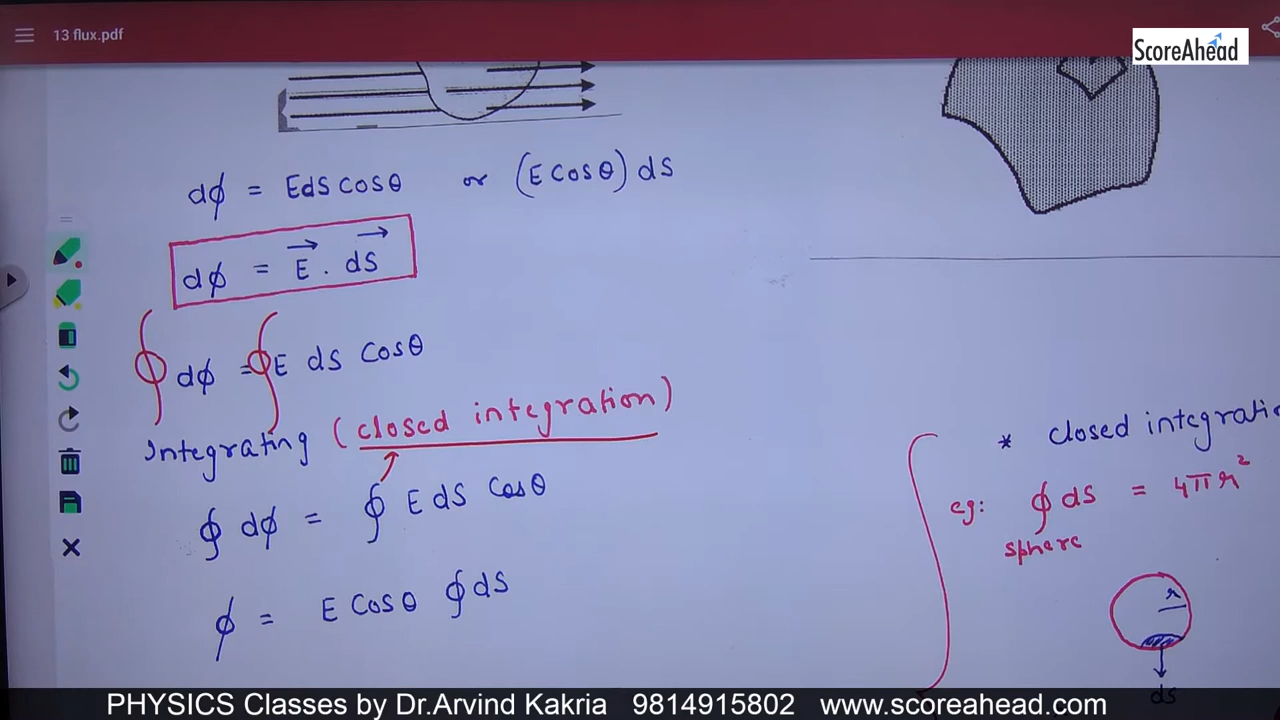 13 flux.pdf
ScoreAhead
dϕ = EdS Cosθ or (E Cosθ) dS
dϕ = E⃗ . dS⃗
∮ dϕ = ∮ E dS Cosθ
Integrating (closed integration)
∮ dϕ = ∮ E dS Cosθ
ϕ = E Cosθ ∮ dS
* closed integratio
eg: ∮ dS = 4πr²
sphere
r
dS
PHYSICS Classes by Dr.Arvind Kakria 9814915802 www.scoreahead.com